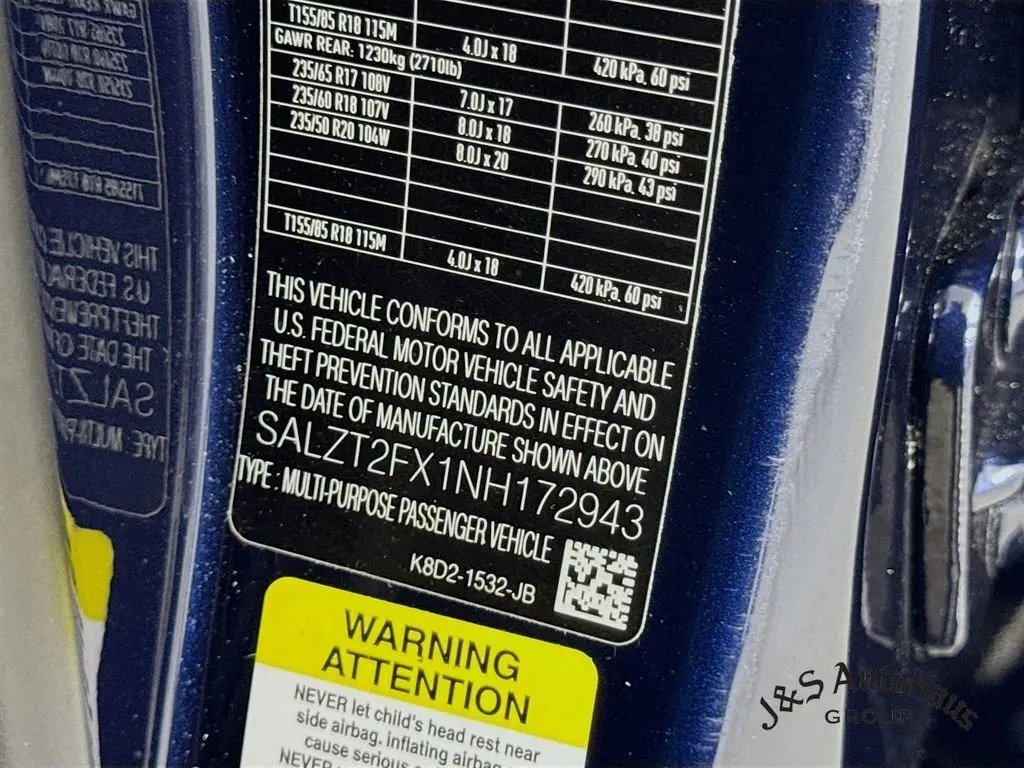 T155/85 R18 115M 4.0J x 18 420 kPa, 60 psi
GAWR REAR: 1230kg (2710lb)
235/65 R17 108V 7.0J x 17 260 kPa, 38 psi
235/60 R18 107V 8.0J x 18 270 kPa, 40 psi
235/50 R20 104W 8.0J x 20 290 kPa, 43 psi
T155/85 R18 115M 4.0J x 18 420 kPa, 60 psi
THIS VEHICLE CONFORMS TO ALL APPLICABLE
U.S. FEDERAL MOTOR VEHICLE SAFETY AND
THEFT PREVENTION STANDARDS IN EFFECT ON
THE DATE OF MANUFACTURE SHOWN ABOVE
SALZT2FX1NH172943
TYPE : MULTI-PURPOSE PASSENGER VEHICLE
K8D2-1532-JB
WARNING
ATTENTION
NEVER let child's head rest near
side airbag, inflating airbag
cause serious
NEVER
J&S AutoHaus
GROUP